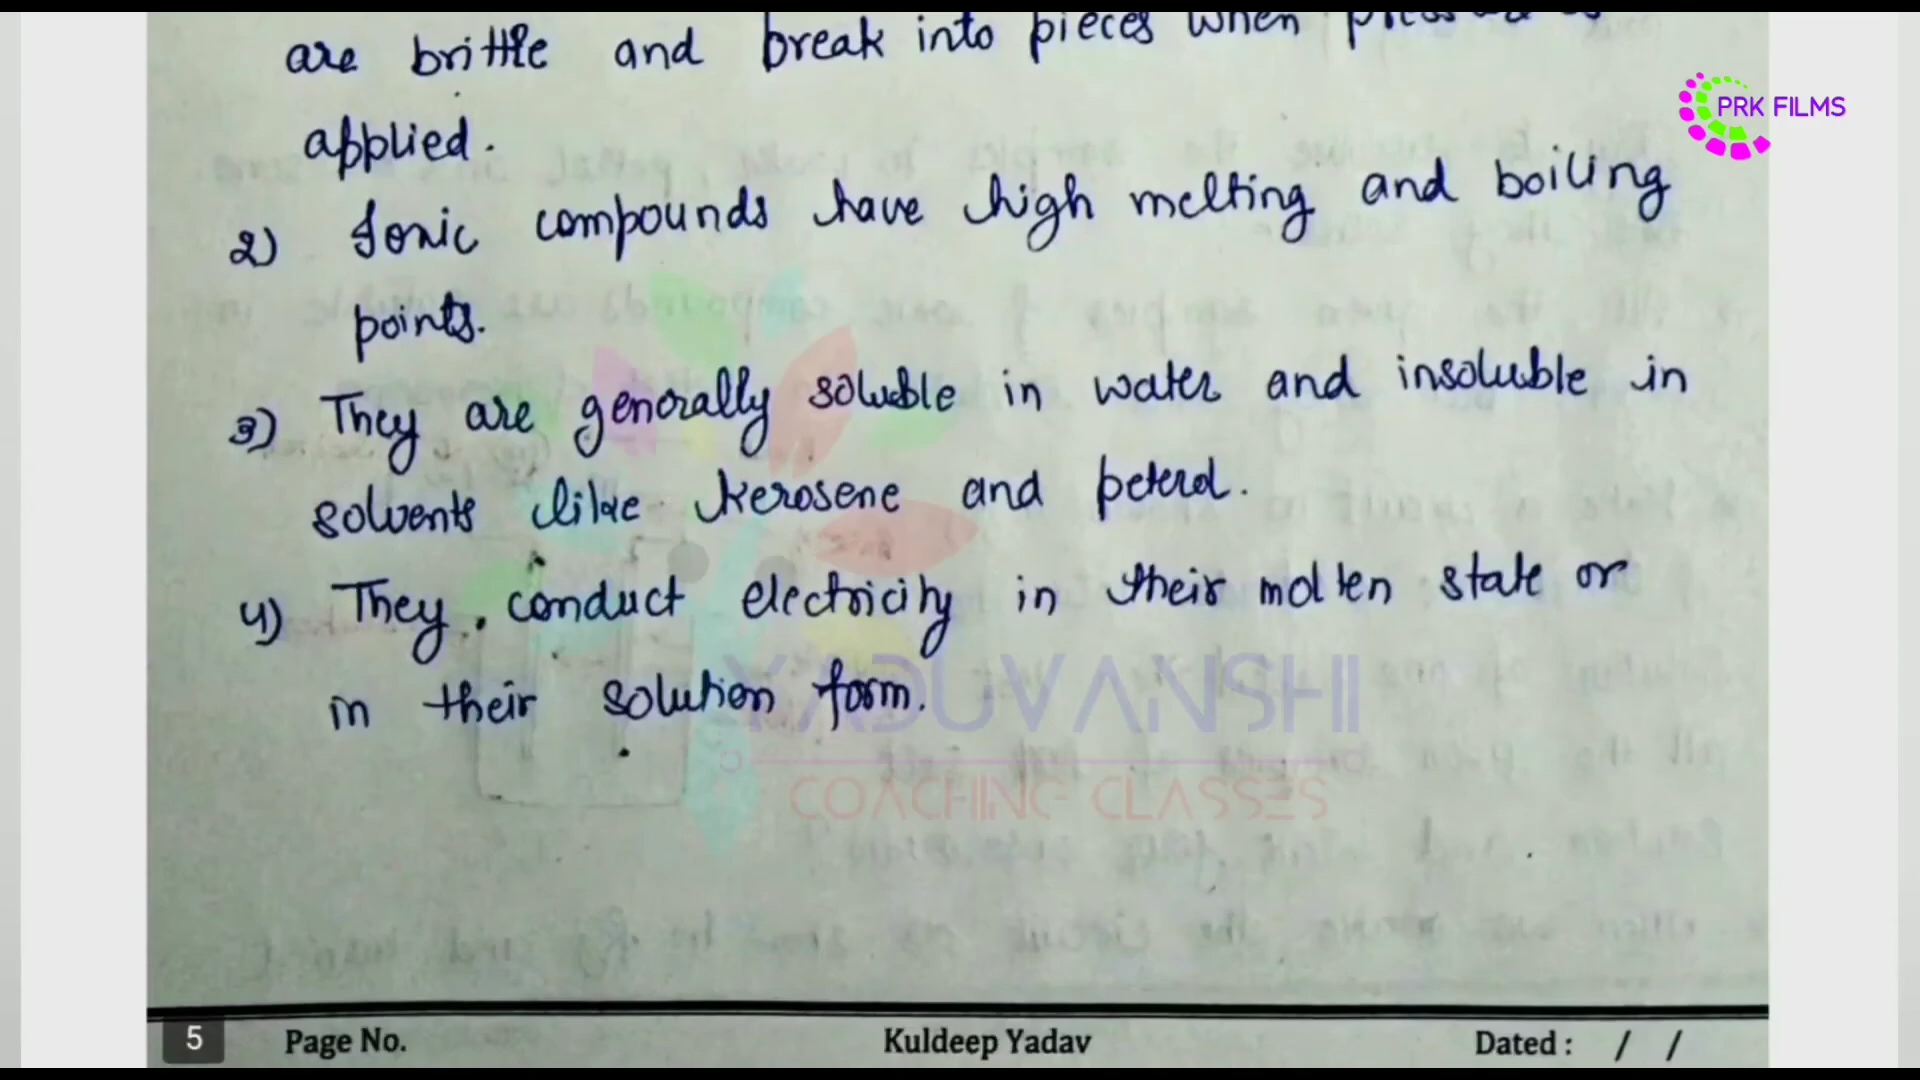 are brittle and break into pieces when
PRK FILMS
applied.
2) Ionic compounds have high melting and boiling
points.
3) They are generally soluble in water and insoluble in
solvents like kerosene and peterol.
4) They conduct electricity in their molten state or
in their solution form.
YADUVANSHI
COACHING CLASSES
5 Page No. Kuldeep Yadav Dated : / /